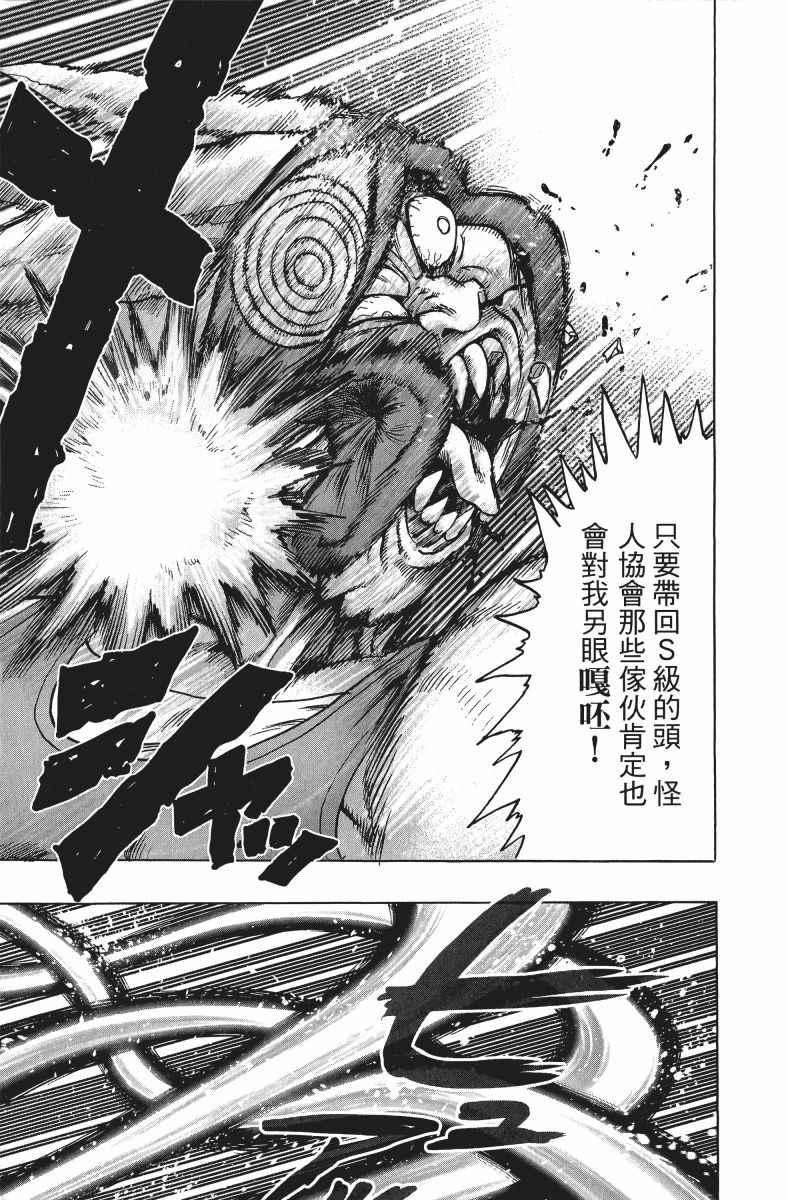 只要帶回S級的頭，怪
人協會那些傢伙肯定也
會對我另眼嘎呸！
ドシャッ
ヒュ